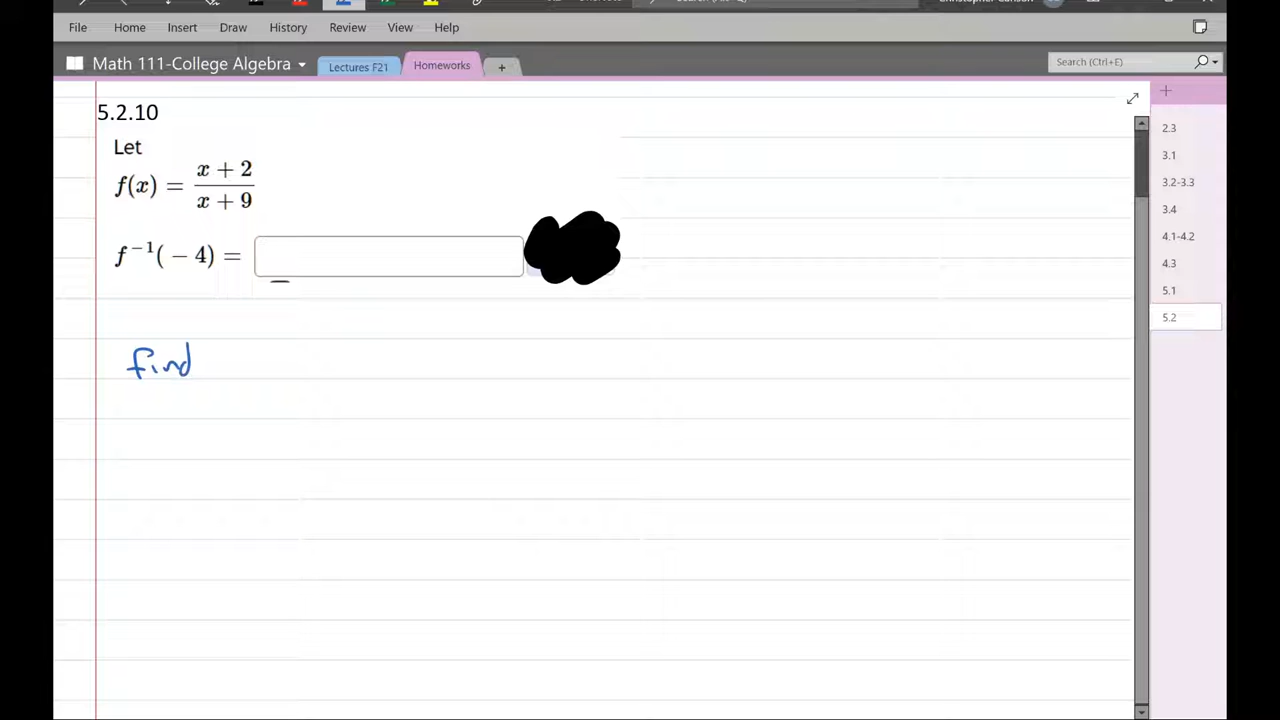 File Home Insert Draw History Review View Help
Math 111-College Algebra Lectures F21 Homeworks + Search (Ctrl+E)
5.2.10
Let
f(x) = \frac{x + 2}{x + 9}
f^{-1}(-4) =
find
2.3
3.1
3.2-3.3
3.4
4.1-4.2
4.3
5.1
5.2